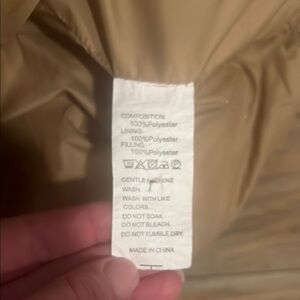 COMPOSITION:
100%Polyester
LINING:
100%Polyester
FILLING:
100%Polyester
GENTLE MACHINE
WASH.
WASH WITH LIKE
COLORS.
DO NOT SOAK.
DO NOT BLEACH.
DO NOT TUMBLE DRY.
MADE IN CHINA